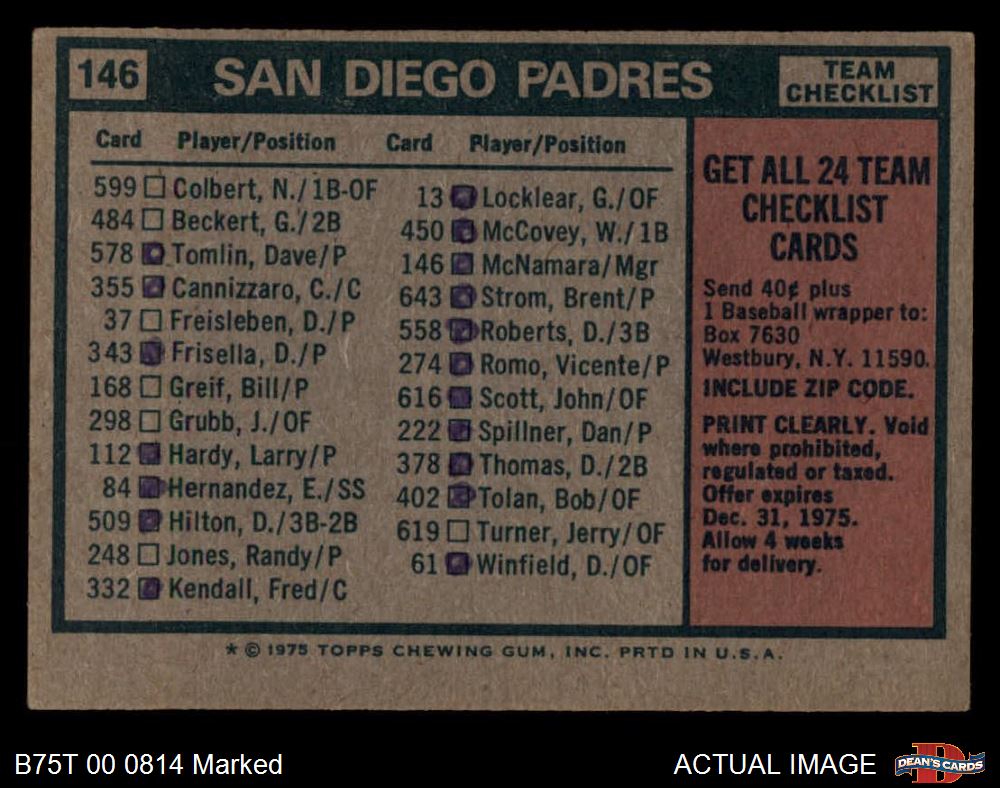 146 SAN DIEGO PADRES TEAM CHECKLIST
Card Player/Position
599 Colbert, N./1B-OF
484 Beckert, G./2B
578 Tomlin, Dave/P
355 Cannizzaro, C./C
37 Freisleben, D./P
343 Frisella, D./P
168 Greif, Bill/P
298 Grubb, J./OF
112 Hardy, Larry/P
84 Hernandez, E./SS
509 Hilton, D./3B-2B
248 Jones, Randy/P
332 Kendall, Fred/C
Card Player/Position
13 Locklear, G./OF
450 McCovey, W./1B
146 McNamara/Mgr
643 Strom, Brent/P
558 Roberts, D./3B
274 Romo, Vicente/P
616 Scott, John/OF
222 Spillner, Dan/P
378 Thomas, D./2B
402 Tolan, Bob/OF
619 Turner, Jerry/OF
61 Winfield, D./OF
GET ALL 24 TEAM
CHECKLIST
CARDS
Send 40¢ plus
1 Baseball wrapper to:
Box 7630
Westbury, N.Y. 11590.
INCLUDE ZIP CODE.
PRINT CLEARLY. Void
where prohibited,
regulated or taxed.
Offer expires
Dec. 31, 1975.
Allow 4 weeks
for delivery.
* © 1975 TOPPS CHEWING GUM, INC. PRTD IN U.S.A.
B75T 00 0814 Marked
ACTUAL IMAGE
D
DEAN'S CARDS